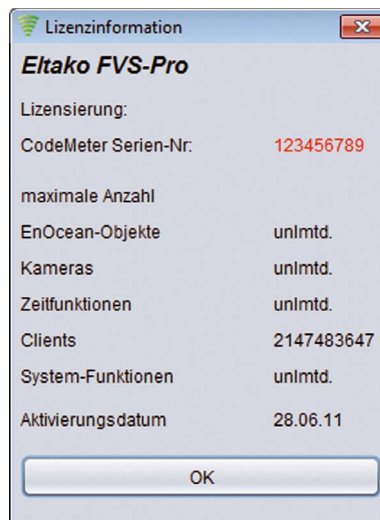 Lizenzinformation
Eltako FVS-Pro
Lizensierung:
CodeMeter Serien-Nr: 123456789
maximale Anzahl
EnOcean-Objekte unlmtd.
Kameras unlmtd.
Zeitfunktionen unlmtd.
Clients 2147483647
System-Funktionen unlmtd.
Aktivierungsdatum 28.06.11
OK